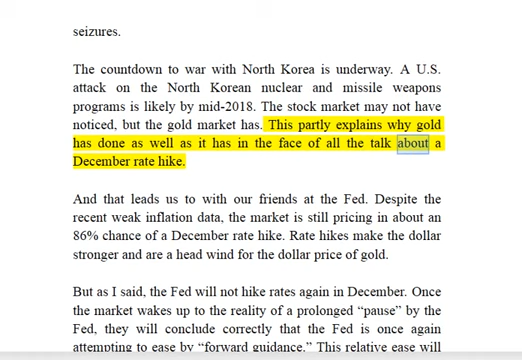 seizures.
The countdown to war with North Korea is underway. A U.S.
attack on the North Korean nuclear and missile weapons
programs is likely by mid-2018. The stock market may not have
noticed, but the gold market has. This partly explains why gold
has done as well as it has in the face of all the talk about a
December rate hike.
And that leads us to with our friends at the Fed. Despite the
recent weak inflation data, the market is still pricing in about an
86% chance of a December rate hike. Rate hikes make the dollar
stronger and are a head wind for the dollar price of gold.
But as I said, the Fed will not hike rates again in December. Once
the market wakes up to the reality of a prolonged “pause” by the
Fed, they will conclude correctly that the Fed is once again
attempting to ease by “forward guidance.” This relative ease will